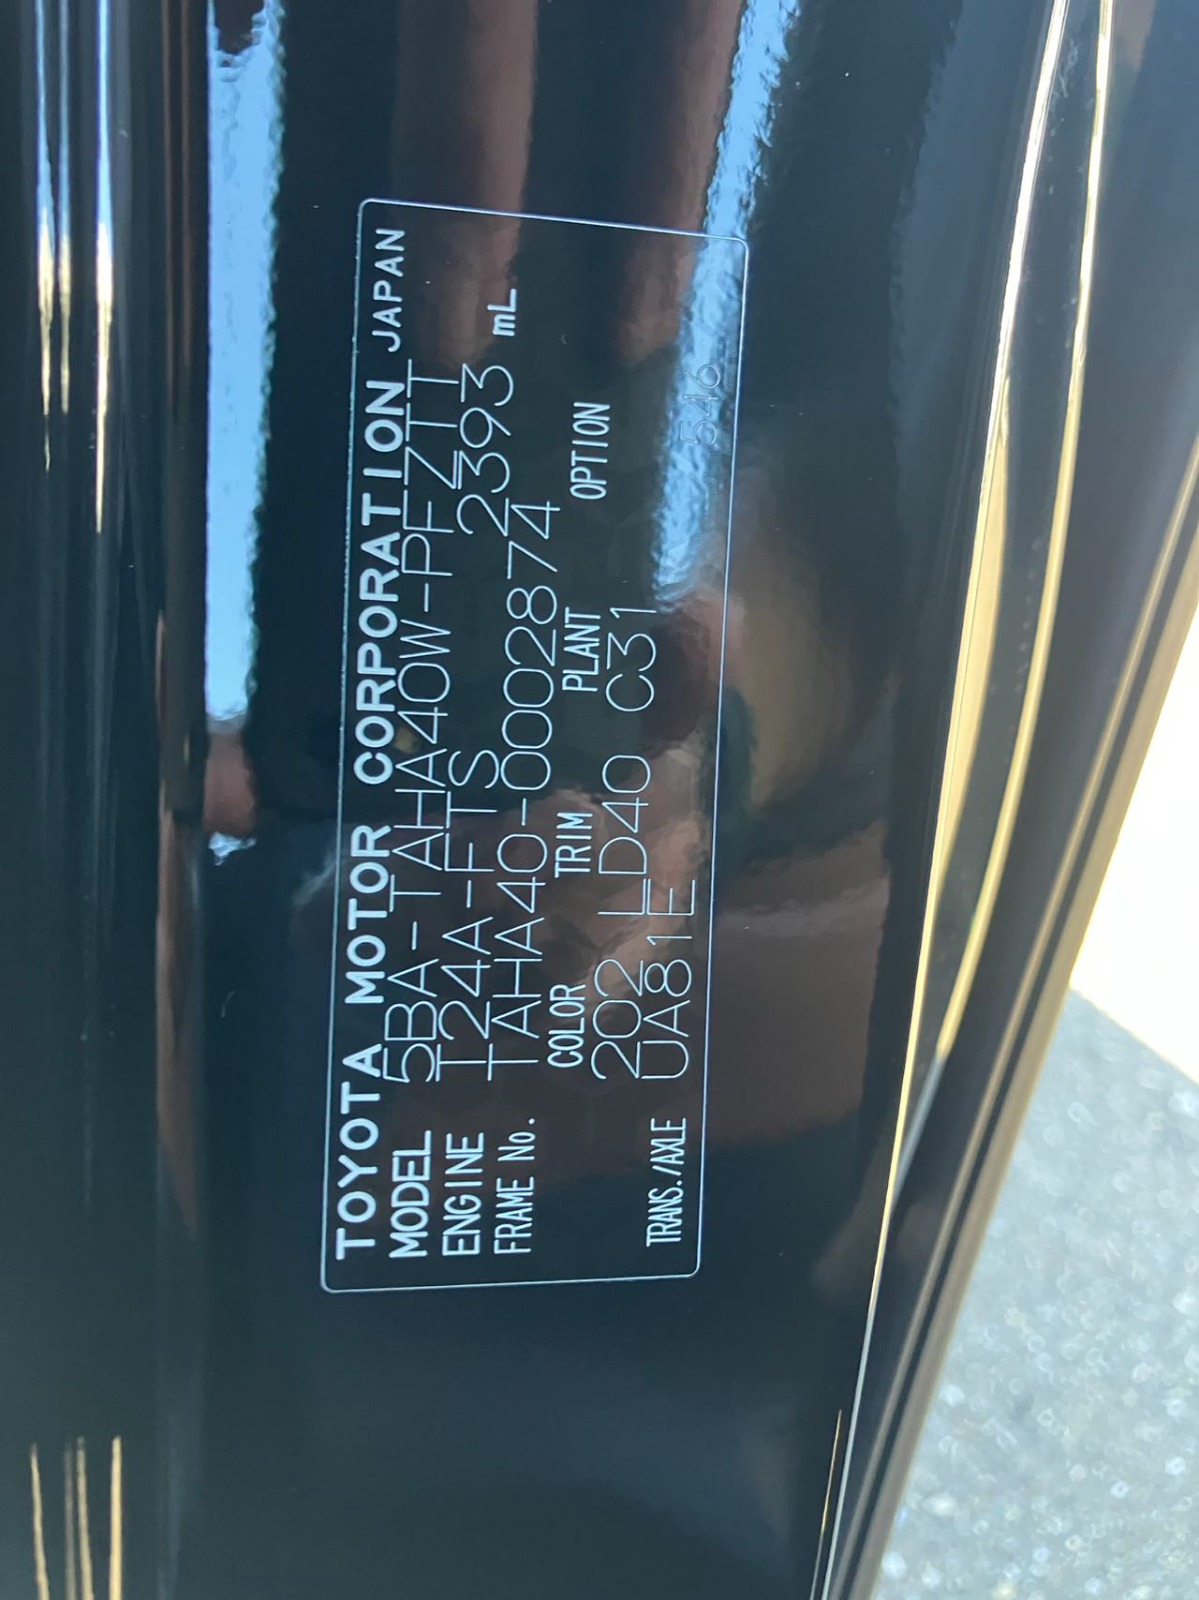 TOYOTA MOTOR CORPORATION JAPAN
MODEL 5BA-TAHA40W-PFZTT
ENGINE T24A-FTS 2393 mL
FRAME No. TAHA40-0002874
COLOR TRIM PLANT OPTION
202 LD40 C31
TRANS./AXLE UA81E 546